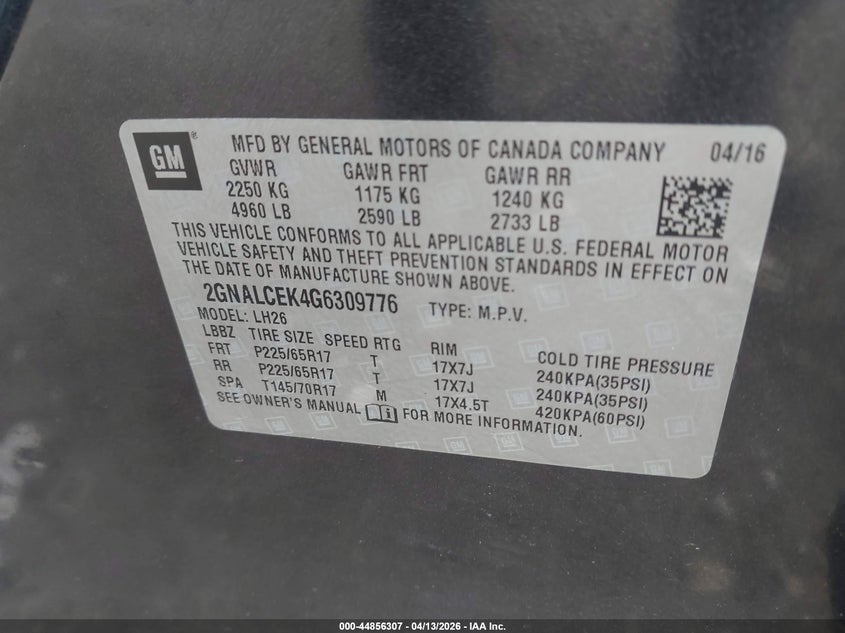 GM ® MFD BY GENERAL MOTORS OF CANADA COMPANY 04/16
GVWR GAWR FRT GAWR RR
2250 KG 1175 KG 1240 KG
4960 LB 2590 LB 2733 LB
THIS VEHICLE CONFORMS TO ALL APPLICABLE U.S. FEDERAL MOTOR
VEHICLE SAFETY AND THEFT PREVENTION STANDARDS IN EFFECT ON
THE DATE OF MANUFACTURE SHOWN ABOVE.
2GNALCEK4G6309776 TYPE: M.P.V.
MODEL: LH26
LBBZ TIRE SIZE SPEED RTG RIM COLD TIRE PRESSURE
FRT P225/65R17 T 17X7J 240KPA(35PSI)
RR P225/65R17 T 17X7J 240KPA(35PSI)
SPA T145/70R17 M 17X4.5T 420KPA(60PSI)
SEE OWNER'S MANUAL FOR MORE INFORMATION.
000-44856307 - 04/13/2026 - IAA Inc.